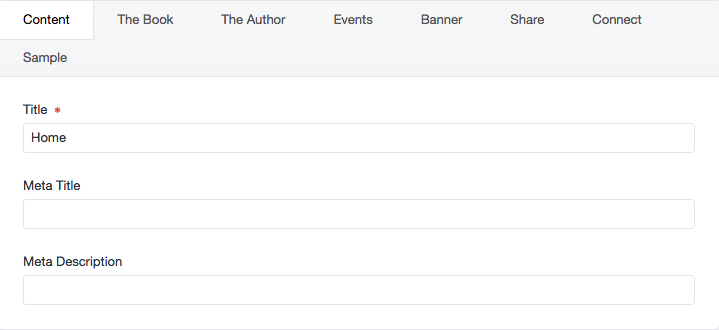 Content The Book The Author Events Banner Share Connect
Sample
Title *
Home
Meta Title
Meta Description